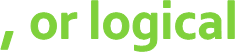 , or logical